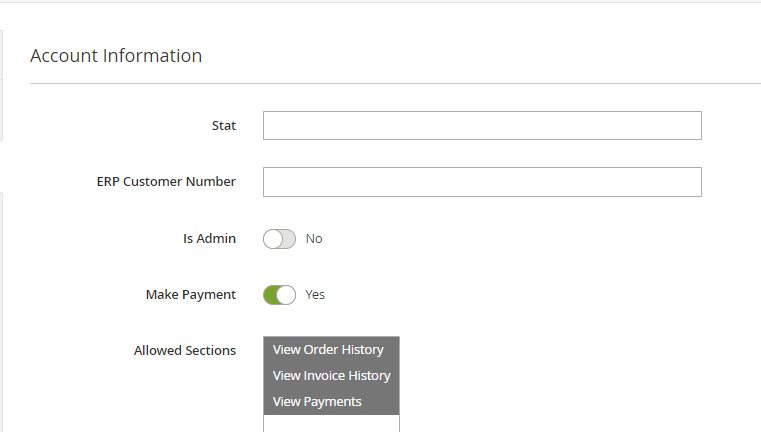 Account Information
Stat
ERP Customer Number
Is Admin No
Make Payment Yes
Allowed Sections View Order History
View Invoice History
View Payments